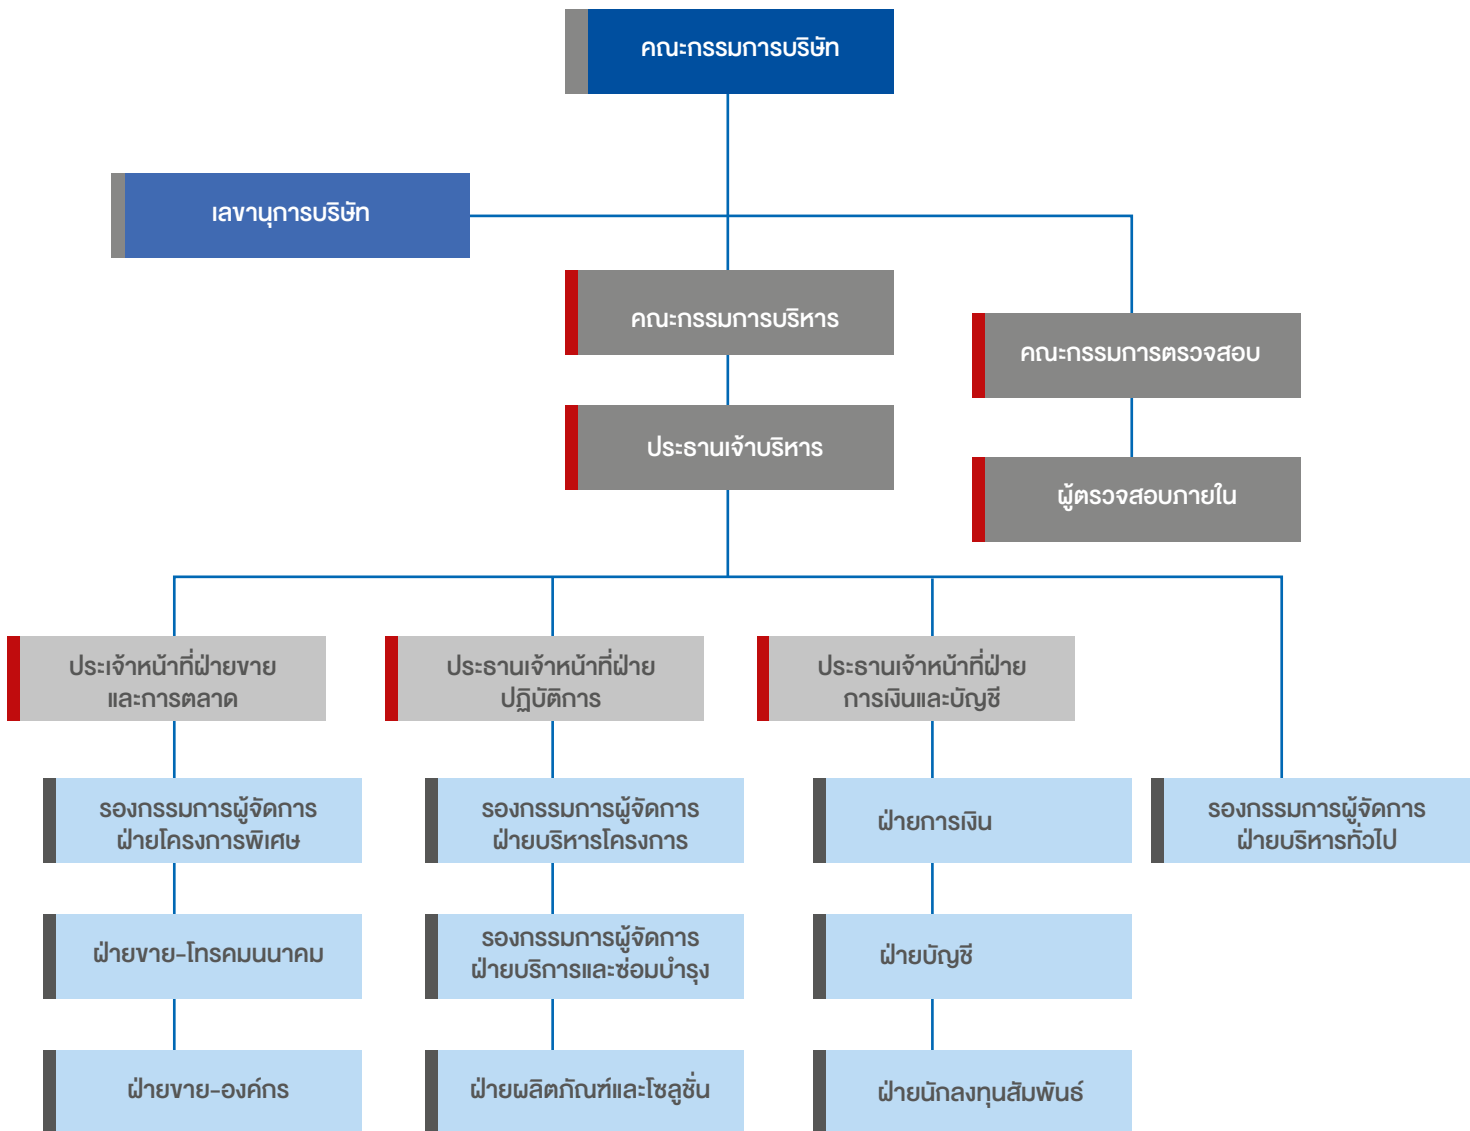 คณะกรรมการบริษัท
เลขานุการบริษัท
คณะกรรมการบริหาร
คณะกรรมการตรวจสอบ
ประธานเจ้าบริหาร
ผู้ตรวจสอบภายใน
ประเจ้าหน้าที่ฝ่ายขาย
และการตลาด
ประธานเจ้าหน้าที่ฝ่าย
ปฏิบัติการ
ประธานเจ้าหน้าที่ฝ่าย
การเงินและบัญชี
รองกรรมการผู้จัดการ
ฝ่ายโครงการพิเศษ
รองกรรมการผู้จัดการ
ฝ่ายบริหารโครงการ
ฝ่ายการเงิน
รองกรรมการผู้จัดการ
ฝ่ายบริหารทั่วไป
ฝ่ายขาย-โทรคมนนาคม
รองกรรมการผู้จัดการ
ฝ่ายบริการและซ่อมบำรุง
ฝ่ายบัญชี
ฝ่ายขาย-องค์กร
ฝ่ายผลิตภัณฑ์และโซลูชั่น
ฝ่ายนักลงทุนสัมพันธ์